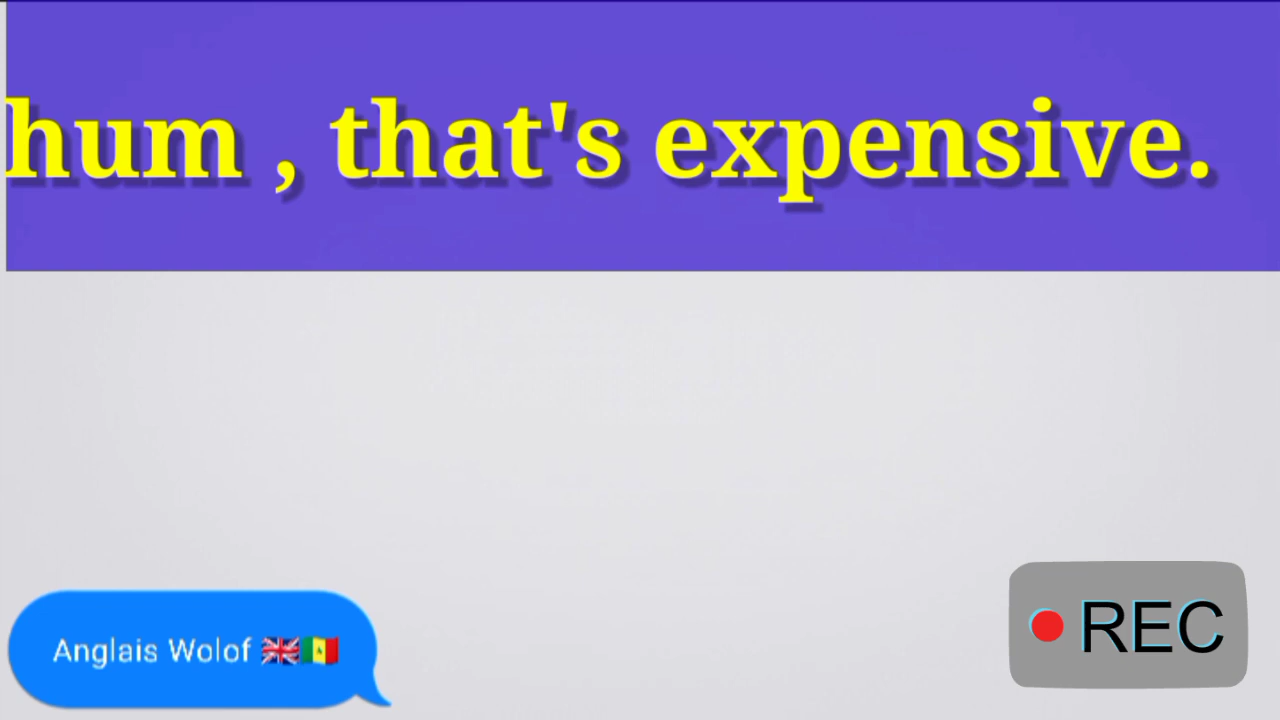 hum , that's expensive.
Anglais Wolof 🇬🇧🇸🇳
REC